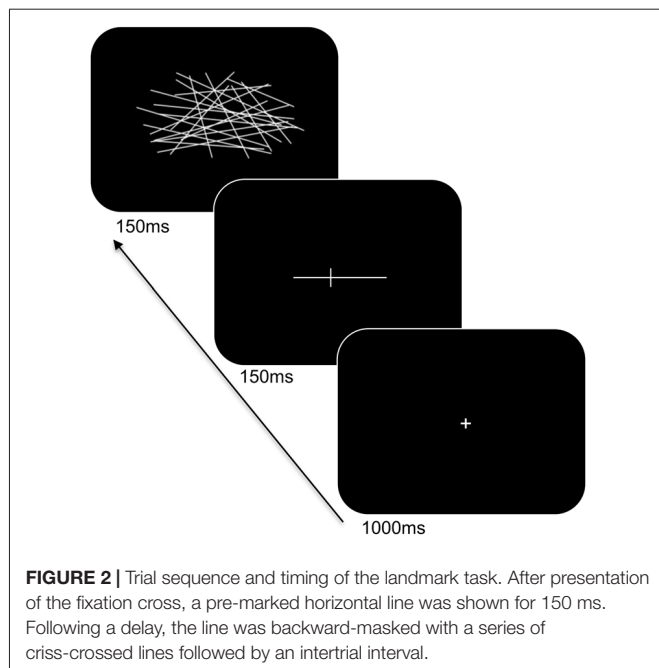 150ms
150ms
1000ms
FIGURE 2 | Trial sequence and timing of the landmark task. After presentation
of the fixation cross, a pre-marked horizontal line was shown for 150 ms.
Following a delay, the line was backward-masked with a series of
criss-crossed lines followed by an intertrial interval.